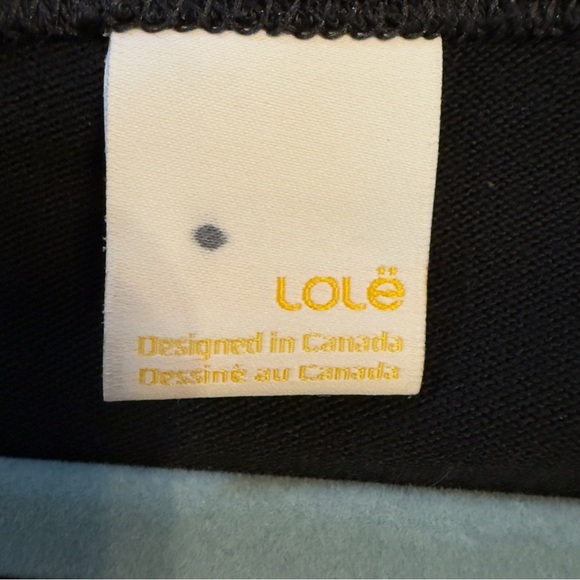 Lolë
Designed in Canada
Dessiné au Canada